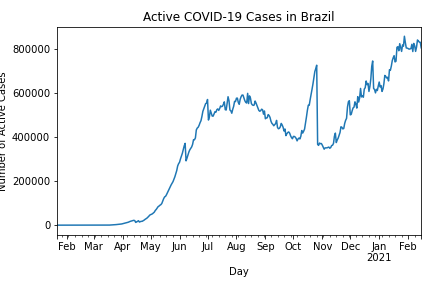 Active COVID-19 Cases in Brazil
Number of Active Cases
800000
600000
400000
200000
0
Feb Mar Apr May Jun Jul Aug Sep Oct Nov Dec Jan Feb
2021
Day